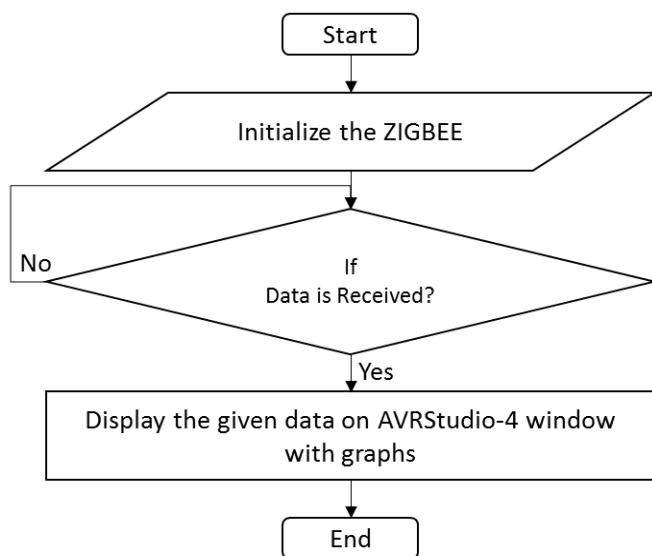 Start
Initialize the ZIGBEE
No
If
Data is Received?
Yes
Display the given data on AVRStudio-4 window
with graphs
End